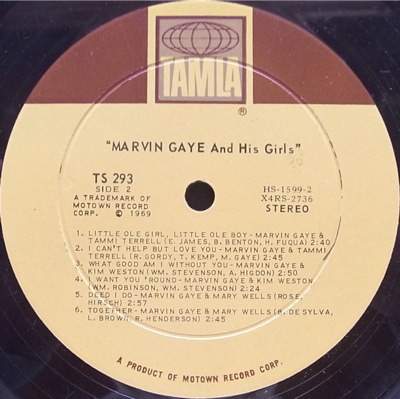 TAMLA
®
"MARVIN GAYE And His Girls"
TS 293
SIDE 2
A TRADEMARK OF
MOTOWN RECORD
CORP. © 1969
HS-1599-2
X4RS-2736
STEREO
1. LITTLE OLE GIRL, LITTLE OLE BOY-MARVIN GAYE &
TAMMI TERRELL (E. JAMES, B. BENTON, H. FUQUA) 2:40
2. I CAN'T HELP BUT LOVE YOU-MARVIN GAYE & TAMMI
TERRELL (R. GORDY, T. KEMP, M. GAYE) 2:45
3. WHAT GOOD AM I WITHOUT YOU-MARVIN GAYE &
KIM WESTON (WM. STEVENSON, A. HIGDON) 2:50
4. I WANT YOU 'ROUND-MARVIN GAYE & KIM WESTON
(WM. ROBINSON, WM. STEVENSON) 2:24
5. DEED I DO-MARVIN GAYE & MARY WELLS (ROSE,
HIRSCH) 2:57
6. TOGETHER-MARVIN GAYE & MARY WELLS (B. DE SYLVA,
L. BROWN, R. HENDERSON) 2:45
A PRODUCT OF MOTOWN RECORD CORP.